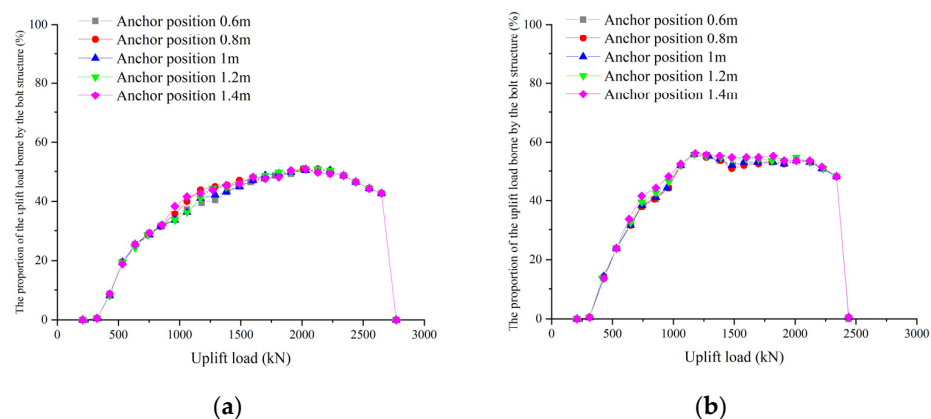 Anchor position 0.6m
Anchor position 0.8m
Anchor position 1m
Anchor position 1.2m
Anchor position 1.4m
The proportion of the uplift load borne by the bolt structure (%)
100
80
60
40
20
0
0
500
1000
1500
2000
2500
3000
Uplift load (kN)
(a)
Anchor position 0.6m
Anchor position 0.8m
Anchor position 1m
Anchor position 1.2m
Anchor position 1.4m
The proportion of the uplift load borne by the bolt structure (%)
100
80
60
40
20
0
0
500
1000
1500
2000
2500
3000
Uplift load (kN)
(b)